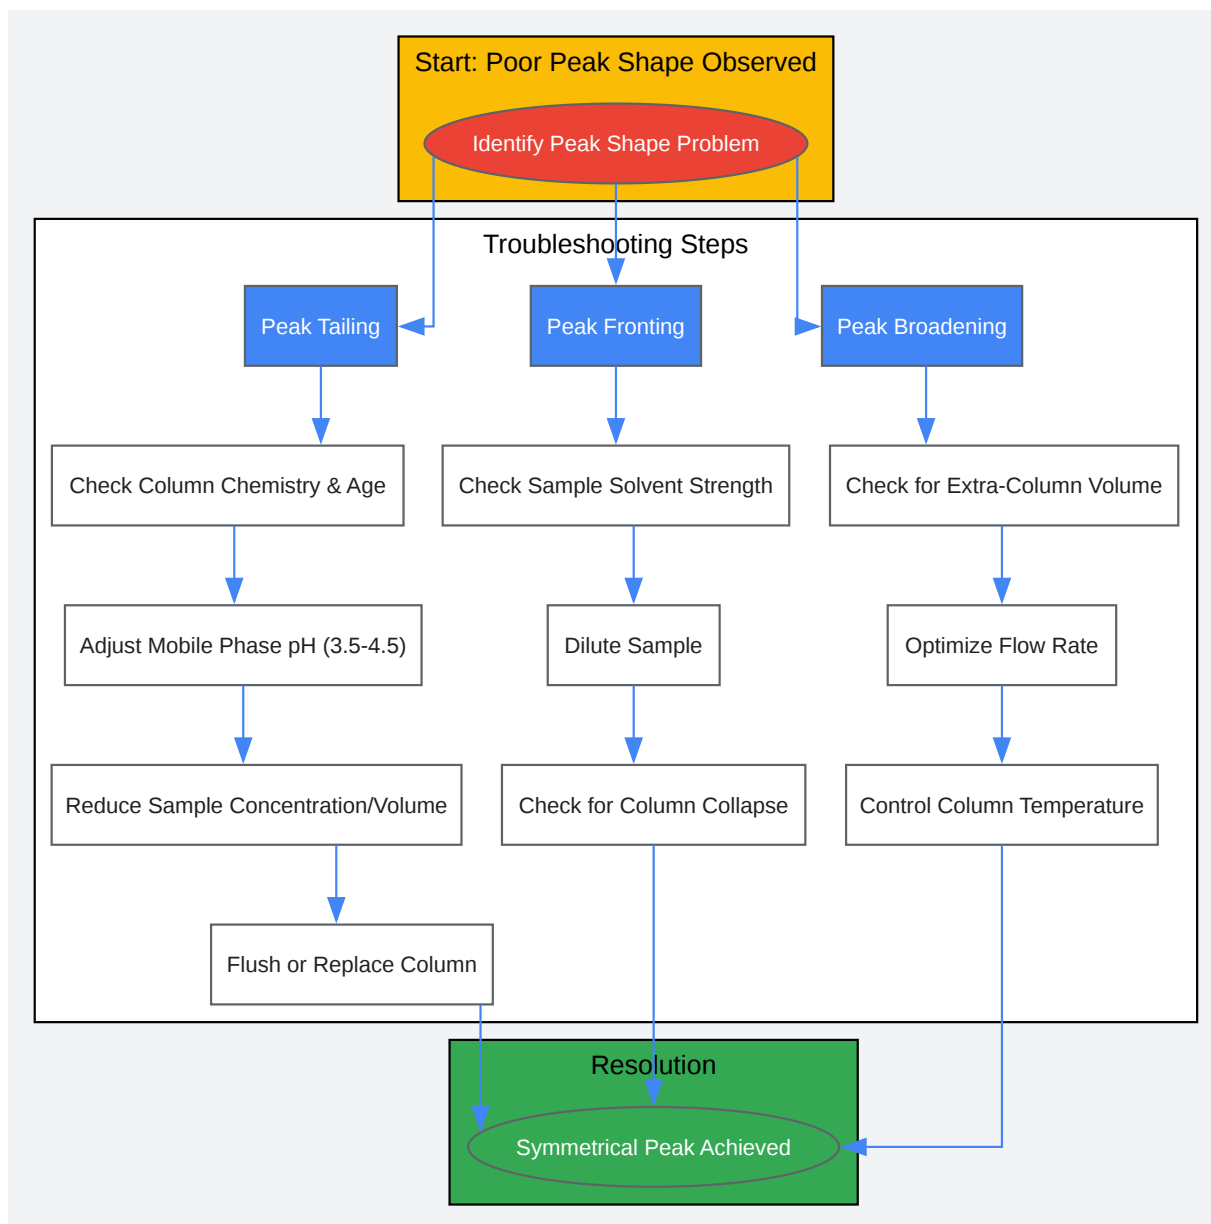 Start: Poor Peak Shape Observed
Identify Peak Shape Problem
Troubleshooting Steps
Peak Tailing
Peak Fronting
Peak Broadening
Check Column Chemistry & Age
Check Sample Solvent Strength
Check for Extra-Column Volume
Adjust Mobile Phase pH (3.5-4.5)
Dilute Sample
Optimize Flow Rate
Reduce Sample Concentration/Volume
Check for Column Collapse
Control Column Temperature
Flush or Replace Column
Resolution
Symmetrical Peak Achieved